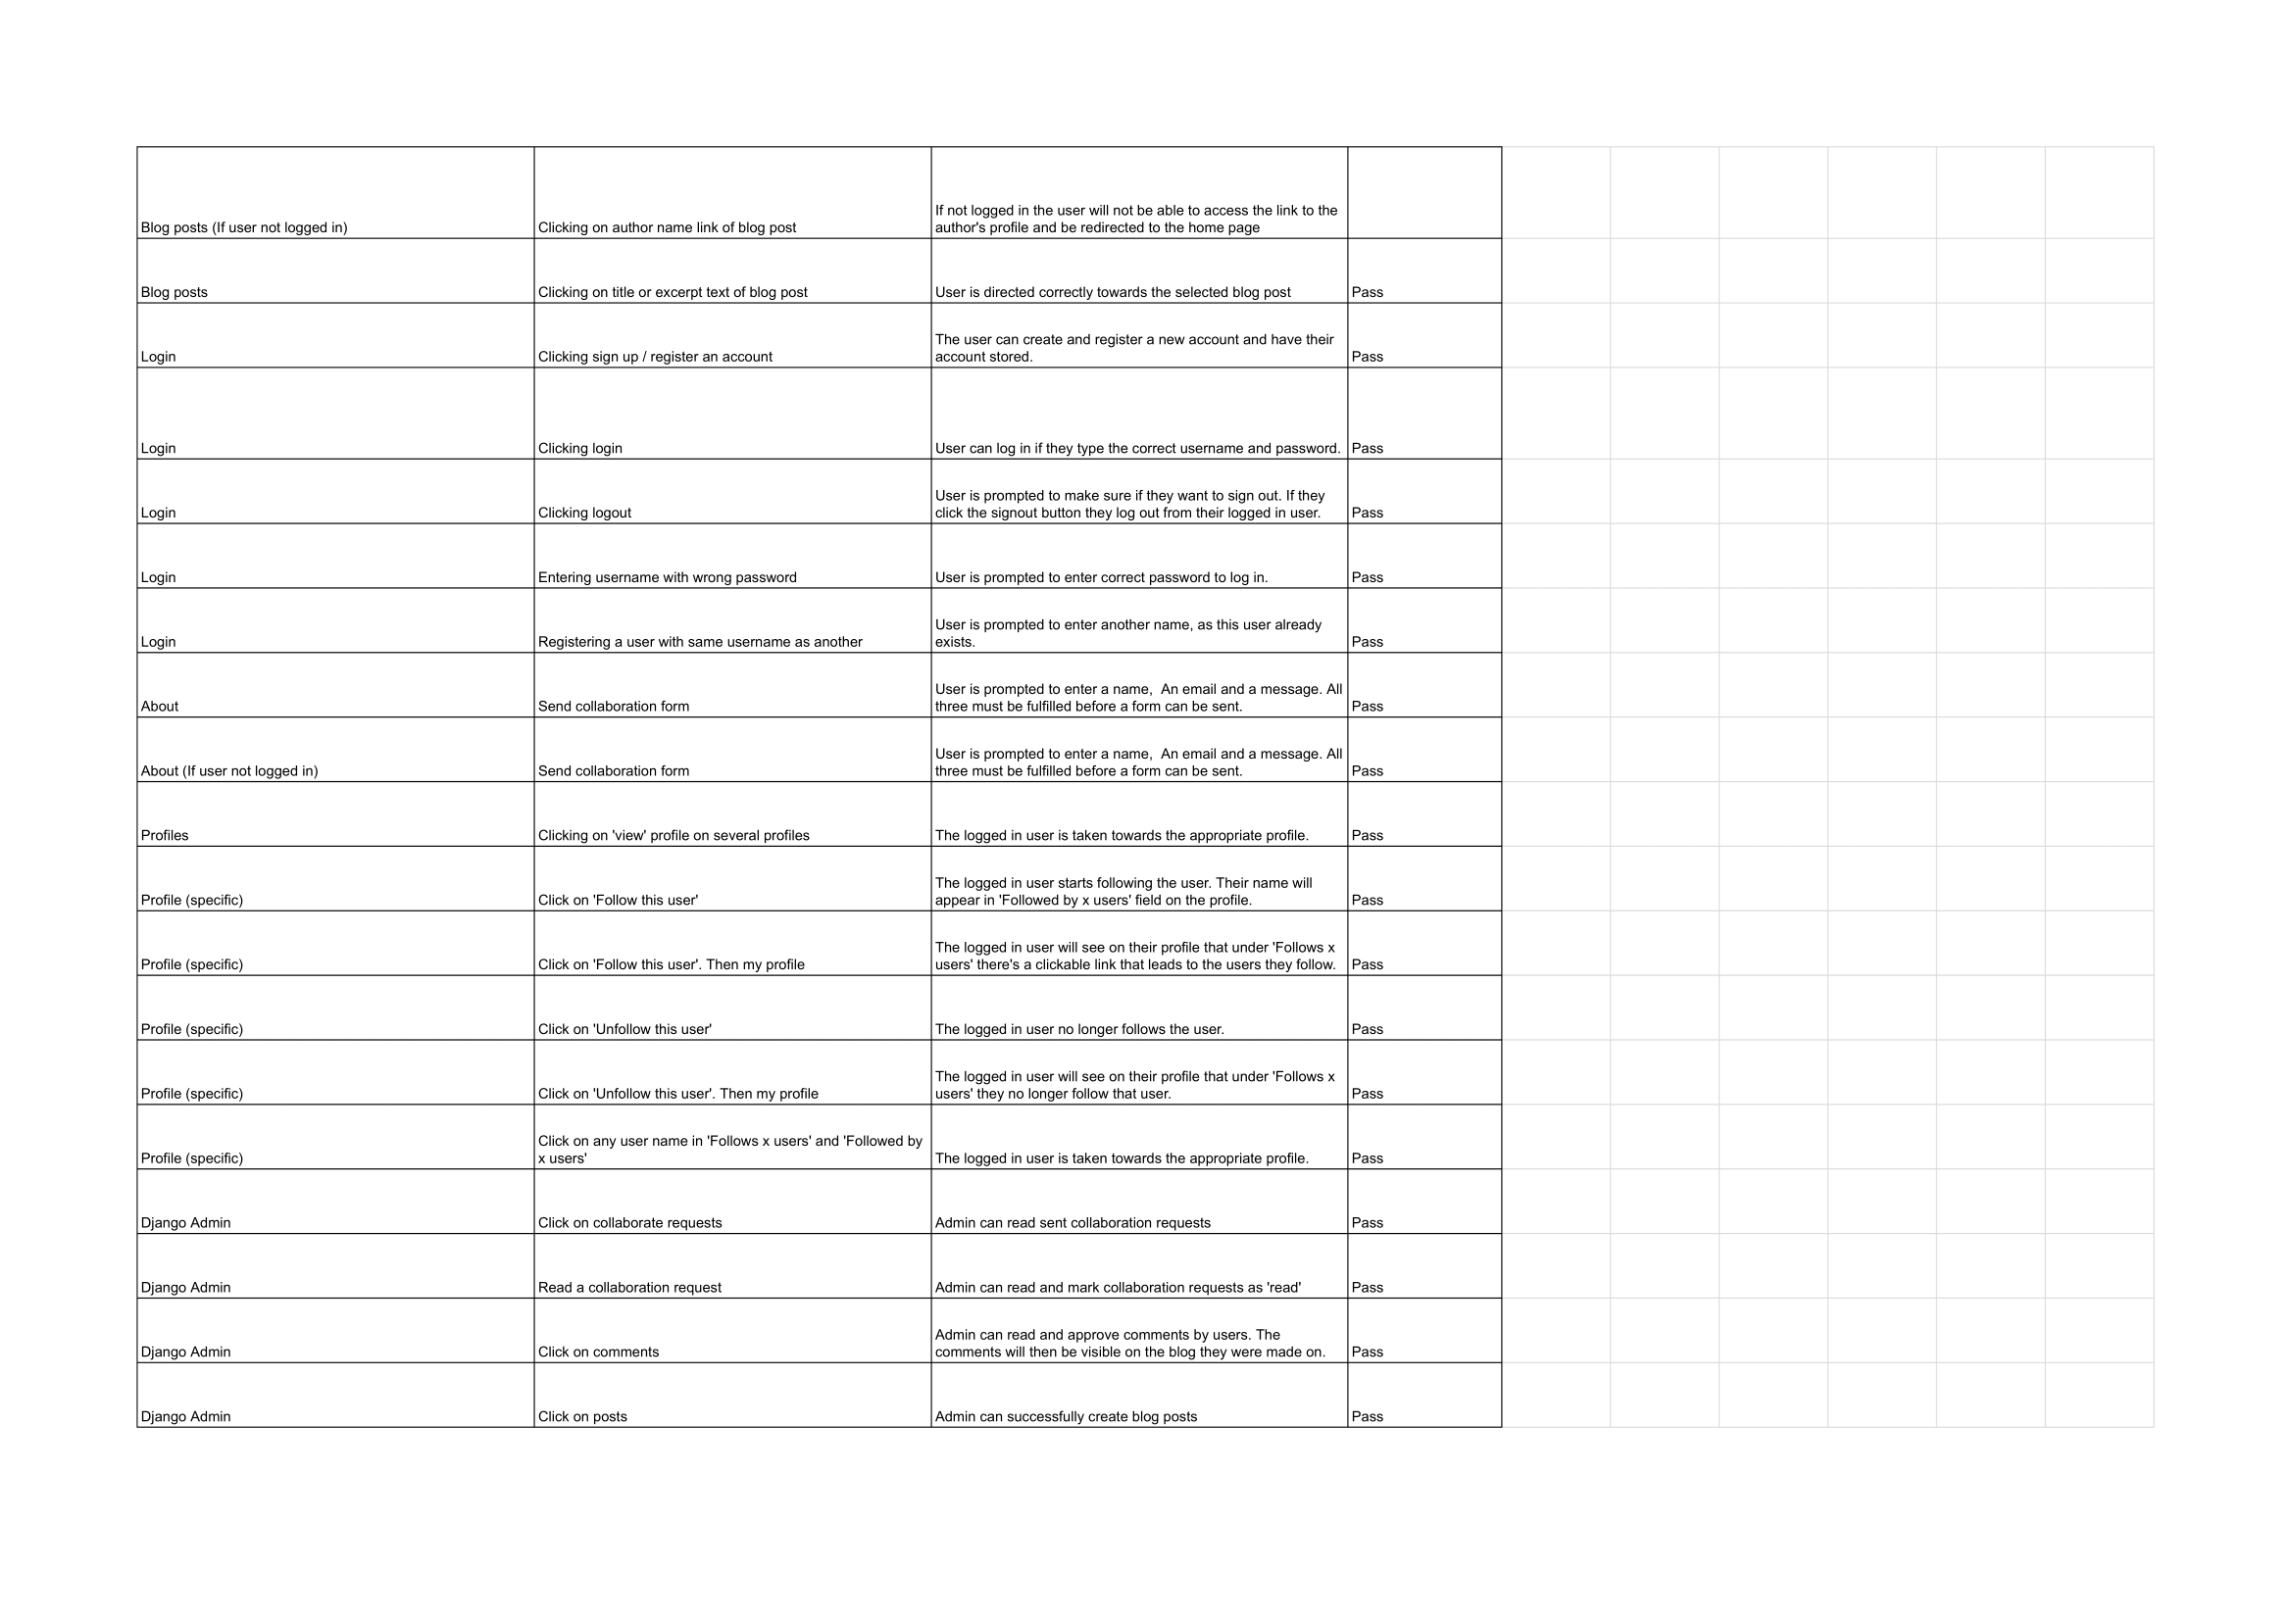 Blog posts (If user not logged in)
Clicking on author name link of blog post
If not logged in the user will not be able to access the link to the
author's profile and be redirected to the home page
Blog posts
Clicking on title or excerpt text of blog post
User is directed correctly towards the selected blog post
Pass
Login
Clicking sign up / register an account
The user can create and register a new account and have their
account stored.
Pass
Login
Clicking login
User can log in if they type the correct username and password.
Pass
Login
Clicking logout
User is prompted to make sure if they want to sign out. If they
click the signout button they log out from their logged in user.
Pass
Login
Entering username with wrong password
User is prompted to enter correct password to log in.
Pass
Login
Registering a user with same username as another
User is prompted to enter another name, as this user already
exists.
Pass
About
Send collaboration form
User is prompted to enter a name,  An email and a message. All
three must be fulfilled before a form can be sent.
Pass
About (If user not logged in)
Send collaboration form
User is prompted to enter a name,  An email and a message. All
three must be fulfilled before a form can be sent.
Pass
Profiles
Clicking on 'view' profile on several profiles
The logged in user is taken towards the appropriate profile.
Pass
Profile (specific)
Click on 'Follow this user'
The logged in user starts following the user. Their name will
appear in 'Followed by x users' field on the profile.
Pass
Profile (specific)
Click on 'Follow this user'. Then my profile
The logged in user will see on their profile that under 'Follows x
users' there's a clickable link that leads to the users they follow.
Pass
Profile (specific)
Click on 'Unfollow this user'
The logged in user no longer follows the user.
Pass
Profile (specific)
Click on 'Unfollow this user'. Then my profile
The logged in user will see on their profile that under 'Follows x
users' they no longer follow that user.
Pass
Profile (specific)
Click on any user name in 'Follows x users' and 'Followed by
x users'
The logged in user is taken towards the appropriate profile.
Pass
Django Admin
Click on collaborate requests
Admin can read sent collaboration requests
Pass
Django Admin
Read a collaboration request
Admin can read and mark collaboration requests as 'read'
Pass
Django Admin
Click on comments
Admin can read and approve comments by users. The
comments will then be visible on the blog they were made on.
Pass
Django Admin
Click on posts
Admin can successfully create blog posts
Pass